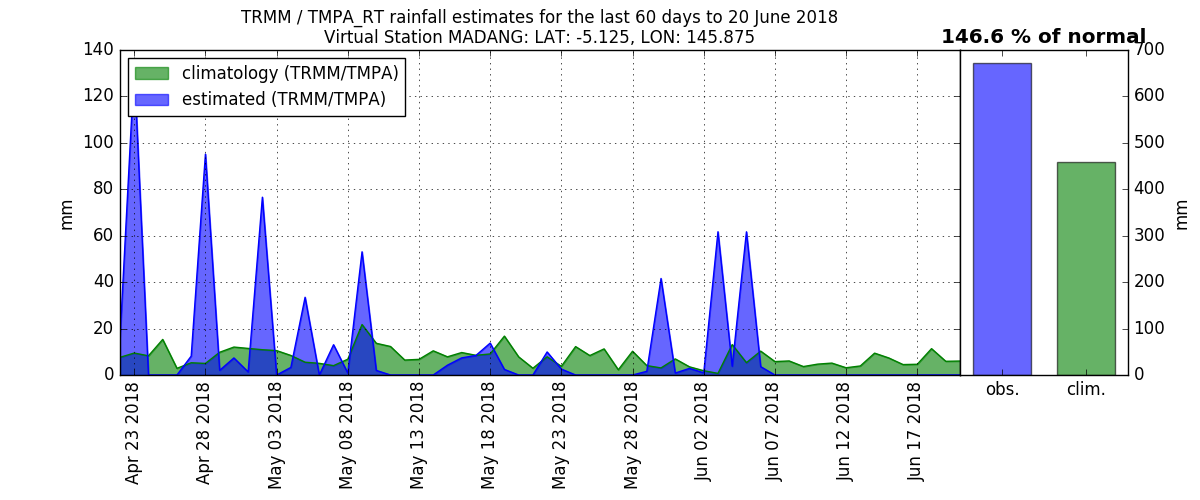 TRMM / TMPA_RT rainfall estimates for the last 60 days to 20 June 2018
Virtual Station MADANG: LAT: -5.125, LON: 145.875
146.6 % of normal
climatology (TRMM/TMPA)
estimated (TRMM/TMPA)
140
120
100
80
60
40
20
0
mm
Apr 23 2018
Apr 28 2018
May 03 2018
May 08 2018
May 13 2018
May 18 2018
May 23 2018
May 28 2018
Jun 02 2018
Jun 07 2018
Jun 12 2018
Jun 17 2018
obs.
clim.
700
600
500
400
300
200
100
0
mm